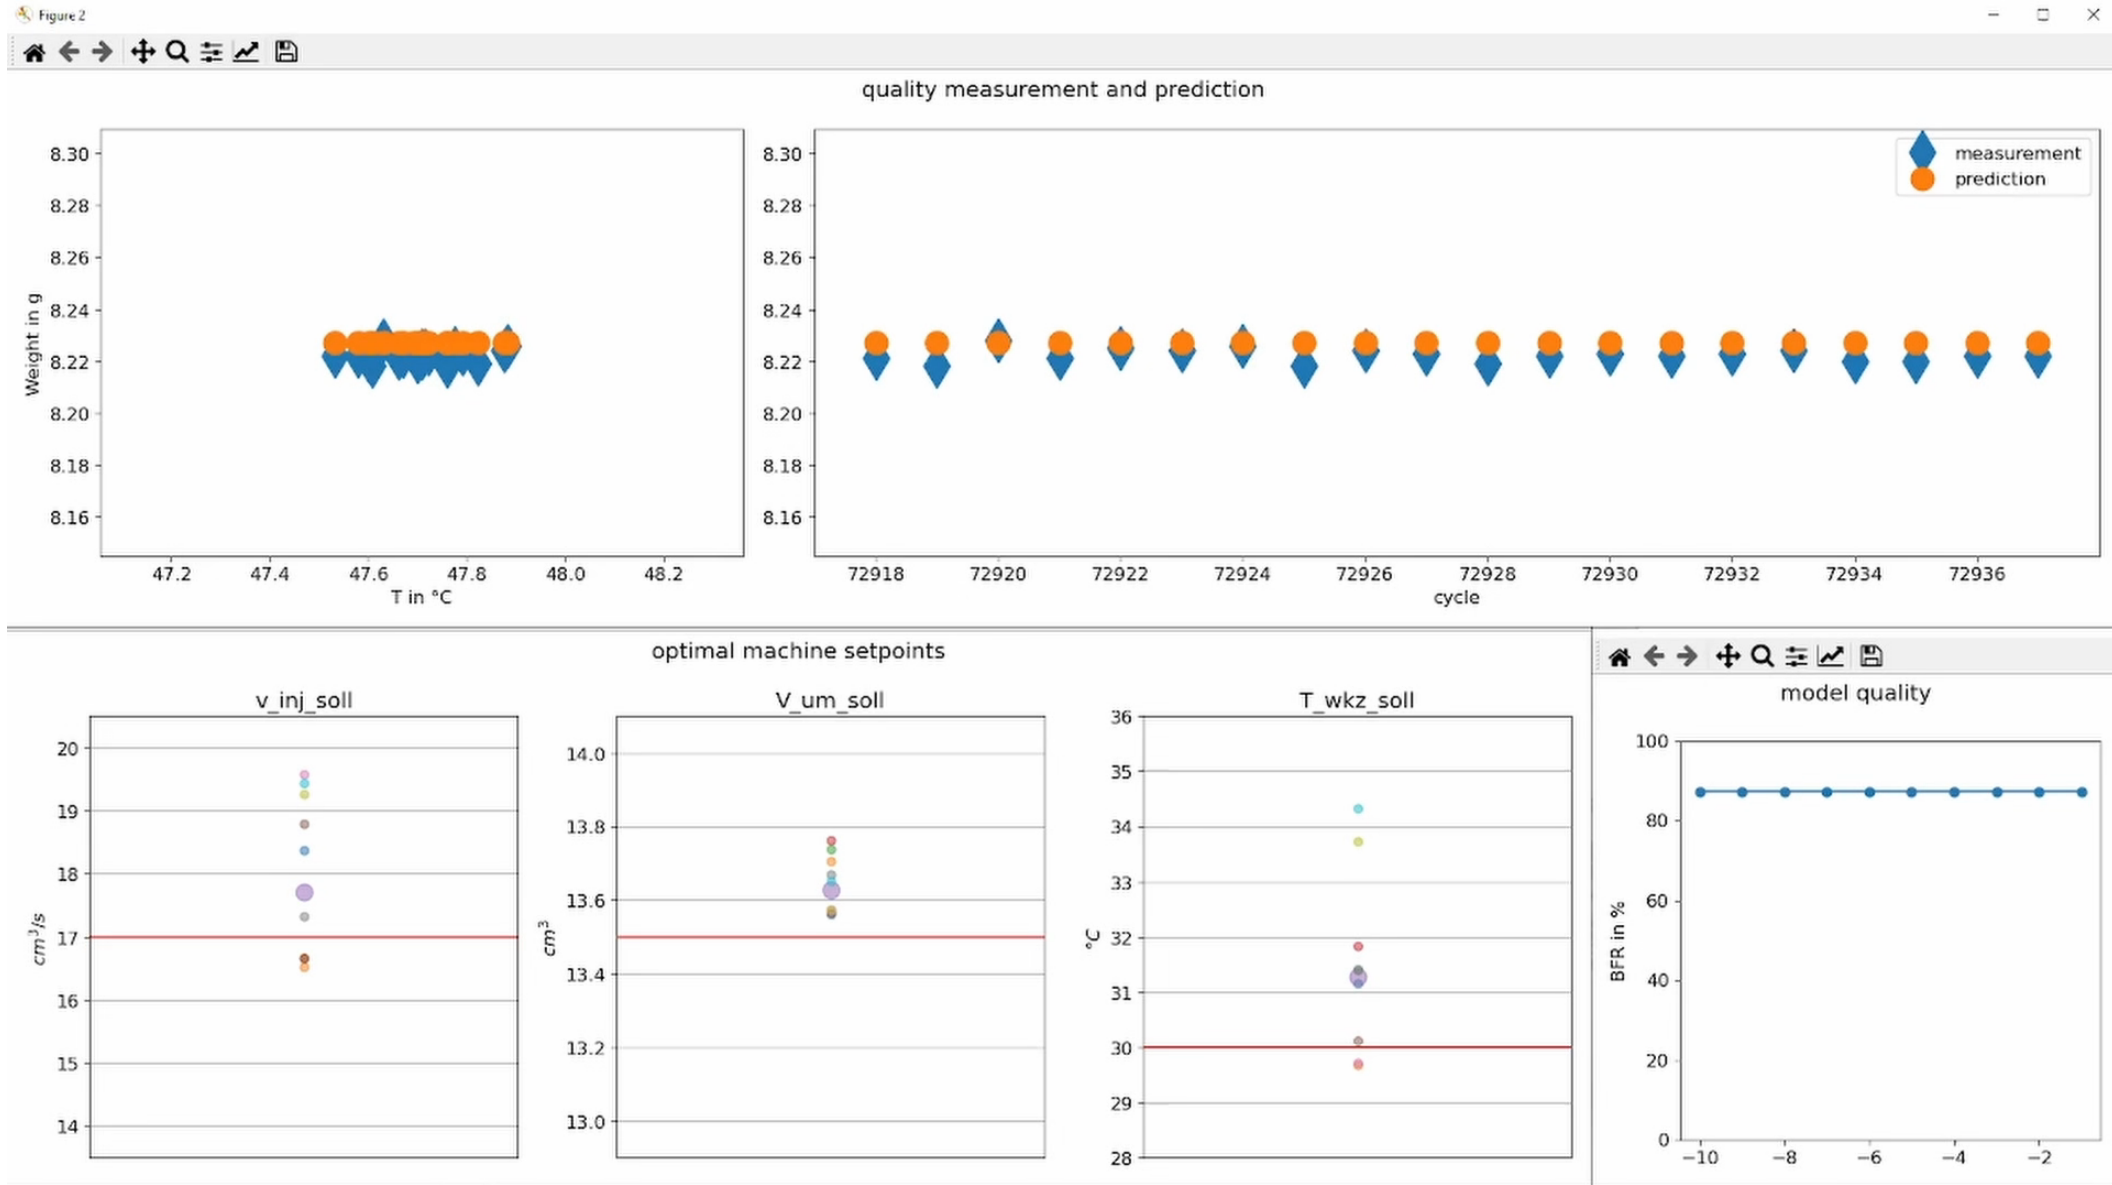 Figure 2
quality measurement and prediction
8.30
8.28
8.26
8.24
8.22
8.20
8.18
8.16
Weight in g
47.2 47.4 47.6 47.8 48.0 48.2
T in °C
8.30
8.28
8.26
8.24
8.22
8.20
8.18
8.16
measurement
prediction
72918 72920 72922 72924 72926 72928 72930 72932 72934 72936
cycle
optimal machine setpoints
v_inj_soll
20
19
18
17
16
15
14
cm³/s
V_um_soll
14.0
13.8
13.6
13.4
13.2
13.0
cm³
T_wkz_soll
36
35
34
33
32
31
30
29
28
°C
model quality
100
80
60
40
20
0
BFR in %
−10 −8 −6 −4 −2